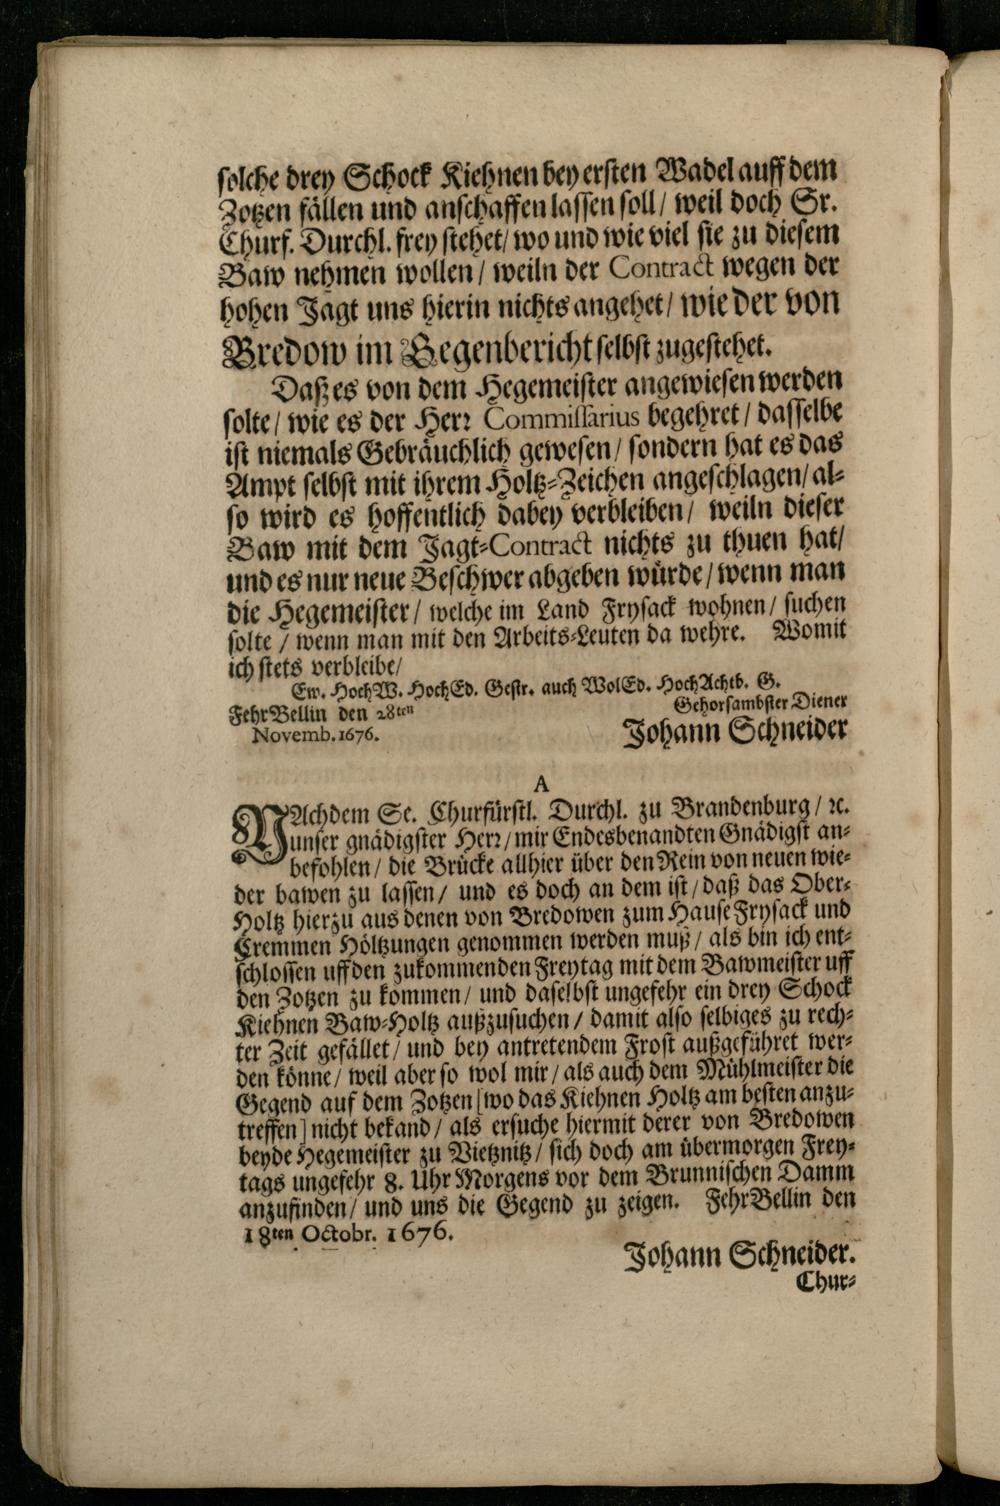 solche drey Schock Kiehnen bey ersten Wadel auff dem
Zotzen fällen und anschaffen lassen soll / weil doch Sr.
Churf. Durchl. frey stehet / wo und wie viel sie zu diesem
Baw nehmen wollen / weiln der Contract wegen der
hohen Jagt uns hierin nichts angehet / wie der von
Bredow im Gegenbericht selbst zugestehet.
Daß es von dem Hegemeister angewiesen werden
solte / wie es der Herr Commissarius begehret / dasselbe
ist niemals Gebräuchlich gewesen / sondern hat es das
Ampt selbst mit ihrem Holtz-Zeichen angeschlagen / al-
so wird es hoffentlich dabey verbleiben / weiln dieser
Baw mit dem Jagt-Contract nichts zu thuen hat /
und es nur neue Beschwer abgeben würde / wenn man
die Hegemeister / welche im Land Frysack wohnen / suchen
solte / wenn man mit den Arbeits-Leuten da wehre. Womit
ich stets verbleibe /
Ew. HochW. HochEd. Gestr. auch WolEd. HochAchtb. G.
Gehorsambster Diener
FehrBellin den 28ten
Novemb. 1676.
Johann Schneider
A
NAchdem Se. Churfürstl. Durchl. zu Brandenburg / ꝛc.
unser gnädigster Herr / mir Endesbenandten Gnädigst an-
befohlen / die Brücke allhier über den Rein von neuen wie-
der bawen zu lassen / und es doch an dem ist / daß das Ober-
Holtz hierzu aus denen von Bredowen zum Hause Frysack und
Cremmen Höltzungen genommen werden muß / als bin ich ent-
schlossen uff den zukommenden Freytag mit dem Bawmeister uff
den Zotzen zu kommen / und daselbst ungefehr ein drey Schock
Kiehnen Baw-Holtz außzusuchen / damit also selbiges zu rech-
ter Zeit gefället / und bey antretendem Frost außgeführet wer-
den könne / weil aber so wol mir / als auch dem Mühlmeister die
Gegend auf dem Zotzen [wo das Kiehnen Holtz am besten anzu-
treffen] nicht bekand / als ersuche hiermit derer von Bredowen
beyde Hegemeister zu Vietznitz / sich doch am übermorgen Frey-
tags ungefehr 8. Uhr Morgens vor dem Brunnischen Damm
anzufinden / und uns die Gegend zu zeigen. FehrBellin den
18ten Octobr. 1676.
Johann Schneider.
Chur-